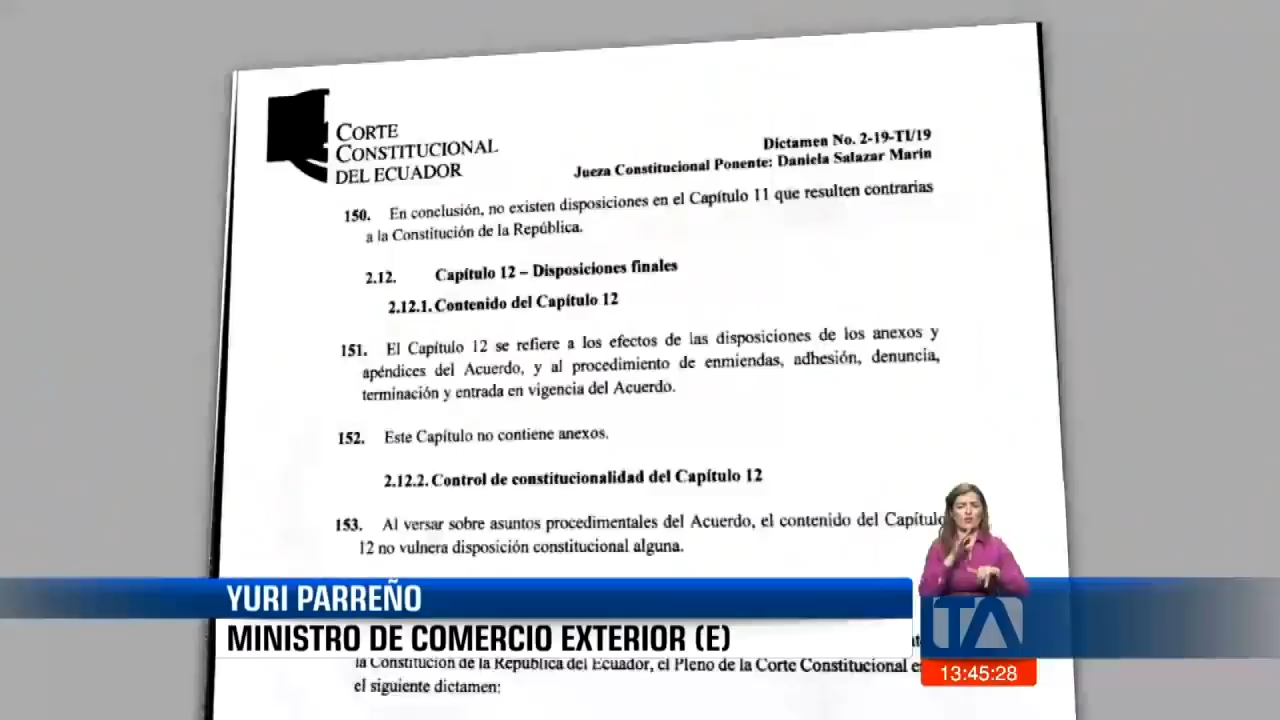 CORTE
CONSTITUCIONAL
DEL ECUADOR
Dictamen No. 2-19-TI/19
Jueza Constitucional Ponente: Daniela Salazar Marín
150. En conclusión, no existen disposiciones en el Capítulo 11 que resulten contrarias
a la Constitución de la República.
2.12. Capítulo 12 – Disposiciones finales
2.12.1. Contenido del Capítulo 12
151. El Capítulo 12 se refiere a los efectos de las disposiciones de los anexos y
apéndices del Acuerdo, y al procedimiento de enmiendas, adhesión, denuncia,
terminación y entrada en vigencia del Acuerdo.
152. Este Capítulo no contiene anexos.
2.12.2. Control de constitucionalidad del Capítulo 12
153. Al versar sobre asuntos procedimentales del Acuerdo, el contenido del Capítulo
12 no vulnera disposición constitucional alguna.
YURI PARREÑO
MINISTRO DE COMERCIO EXTERIOR (E)
la Constitución de la República del Ecuador, el Pleno de la Corte Constitucional
el siguiente dictamen:
TA
13:45:28